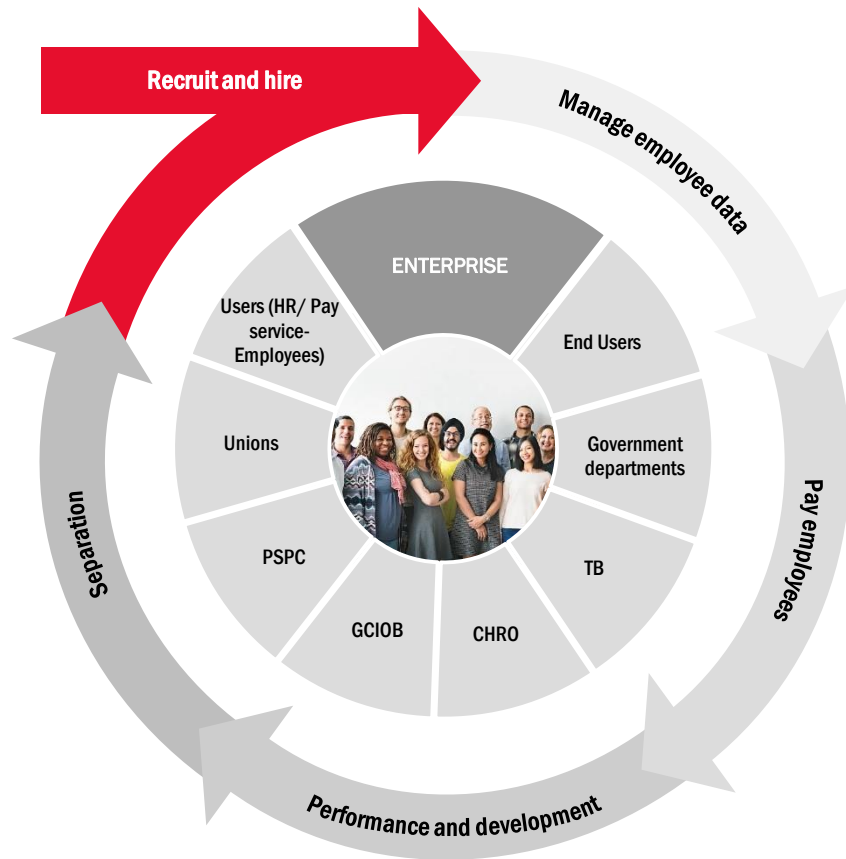 Recruit and hire
Manage employee data
Pay employees
Performance and development
Separation
ENTERPRISE
End Users
Government
departments
TB
CHRO
GCIOB
PSPC
Unions
Users (HR/ Pay
service-
Employees)